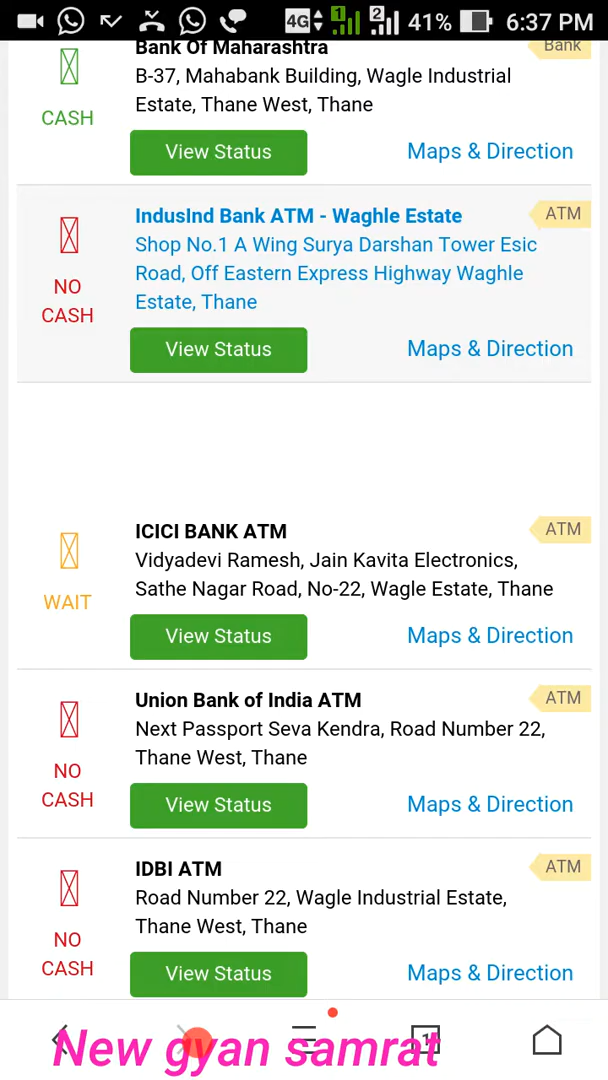 4G 1 2 41% 6:37 PM
Bank Of Maharashtra
Bank
B-37, Mahabank Building, Wagle Industrial
Estate, Thane West, Thane
CASH
View Status
Maps & Direction
IndusInd Bank ATM - Waghle Estate
ATM
Shop No.1 A Wing Surya Darshan Tower Esic
Road, Off Eastern Express Highway Waghle
Estate, Thane
NO
CASH
View Status
Maps & Direction
ICICI BANK ATM
ATM
Vidyadevi Ramesh, Jain Kavita Electronics,
Sathe Nagar Road, No-22, Wagle Estate, Thane
WAIT
View Status
Maps & Direction
Union Bank of India ATM
ATM
Next Passport Seva Kendra, Road Number 22,
Thane West, Thane
NO
CASH
View Status
Maps & Direction
IDBI ATM
ATM
Road Number 22, Wagle Industrial Estate,
Thane West, Thane
NO
CASH
View Status
Maps & Direction
1
New gyan samrat